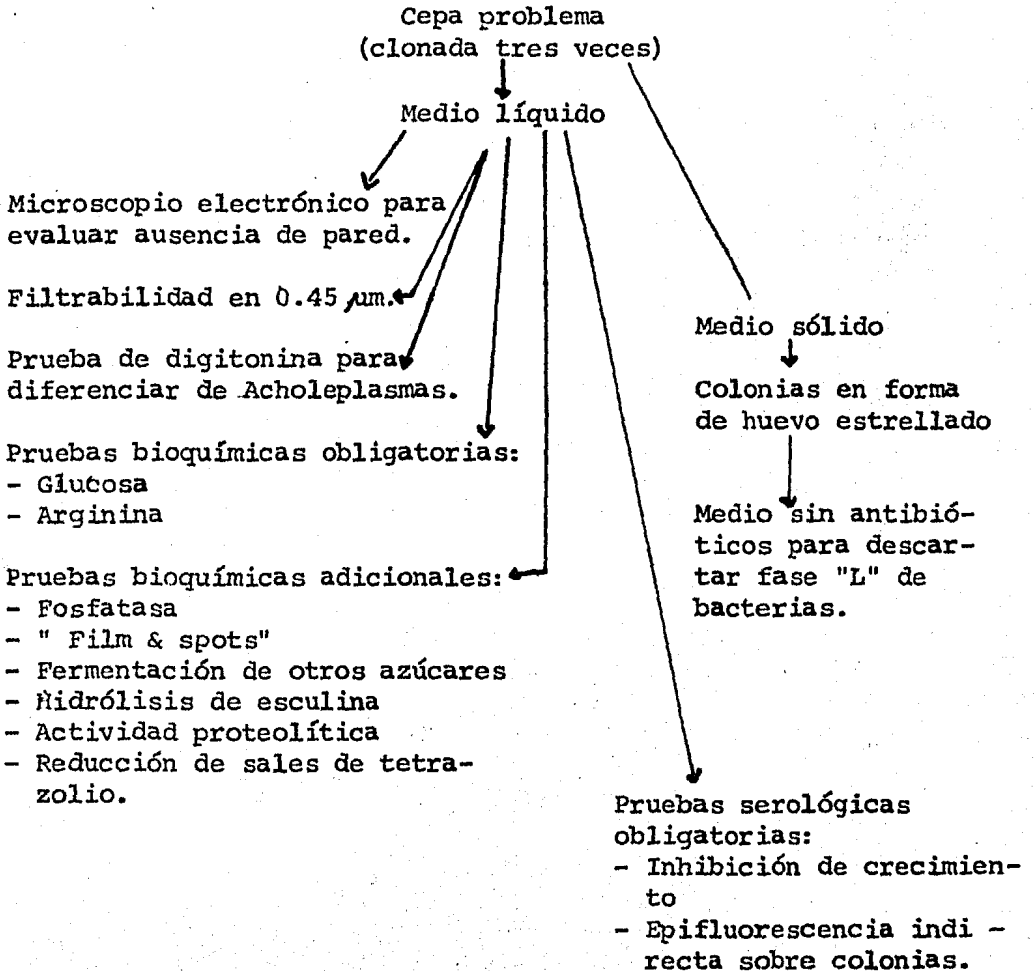 Cepa problema
(clonada tres veces)
Medio líquido
Microscopio electrónico para
evaluar ausencia de pared.
Filtrabilidad en 0.45 µm.
Prueba de digitonina para
diferenciar de Acholeplasmas.
Pruebas bioquímicas obligatorias:
- Glucosa
- Arginina
Pruebas bioquímicas adicionales:
- Fosfatasa
- " Film & spots"
- Fermentación de otros azúcares
- Hidrólisis de esculina
- Actividad proteolítica
- Reducción de sales de tetra-
zolio.
Medio sólido
Colonias en forma
de huevo estrellado
Medio sin antibió-
ticos para descar-
tar fase "L" de
bacterias.
Pruebas serológicas
obligatorias:
- Inhibición de crecimien-
to
- Epifluorescencia indi -
recta sobre colonias.